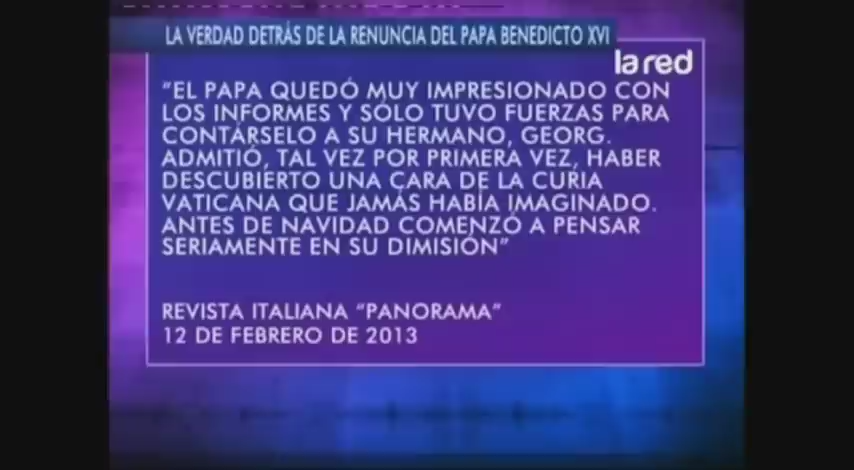 LA VERDAD DETRÁS DE LA RENUNCIA DEL PAPA BENEDICTO XVI
la red
"EL PAPA QUEDÓ MUY IMPRESIONADO CON
LOS INFORMES Y SÓLO TUVO FUERZAS PARA
CONTÁRSELO A SU HERMANO, GEORG.
ADMITIÓ, TAL VEZ POR PRIMERA VEZ, HABER
DESCUBIERTO UNA CARA DE LA CURIA
VATICANA QUE JAMÁS HABÍA IMAGINADO.
ANTES DE NAVIDAD COMENZÓ A PENSAR
SERIAMENTE EN SU DIMISIÓN"
REVISTA ITALIANA "PANORAMA"
12 DE FEBRERO DE 2013